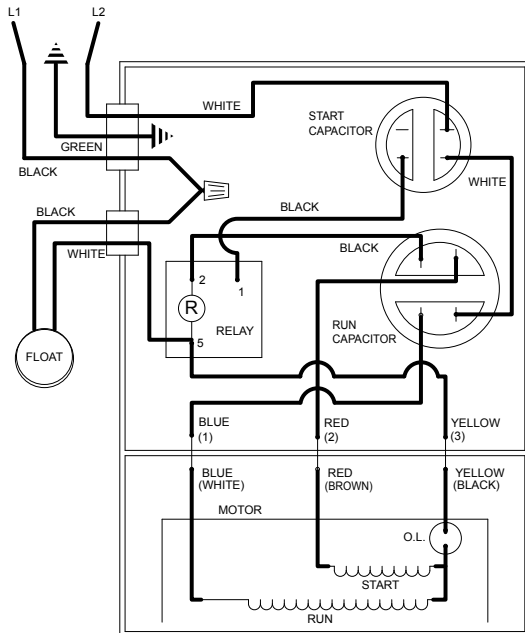 L1
L2
WHITE
START
CAPACITOR
GREEN
BLACK
WHITE
BLACK
BLACK
WHITE
BLACK
2
1
R
RELAY
5
RUN
CAPACITOR
FLOAT
BLUE
(1)
RED
(2)
YELLOW
(3)
BLUE
(WHITE)
RED
(BROWN)
YELLOW
(BLACK)
MOTOR
O.L.
START
RUN